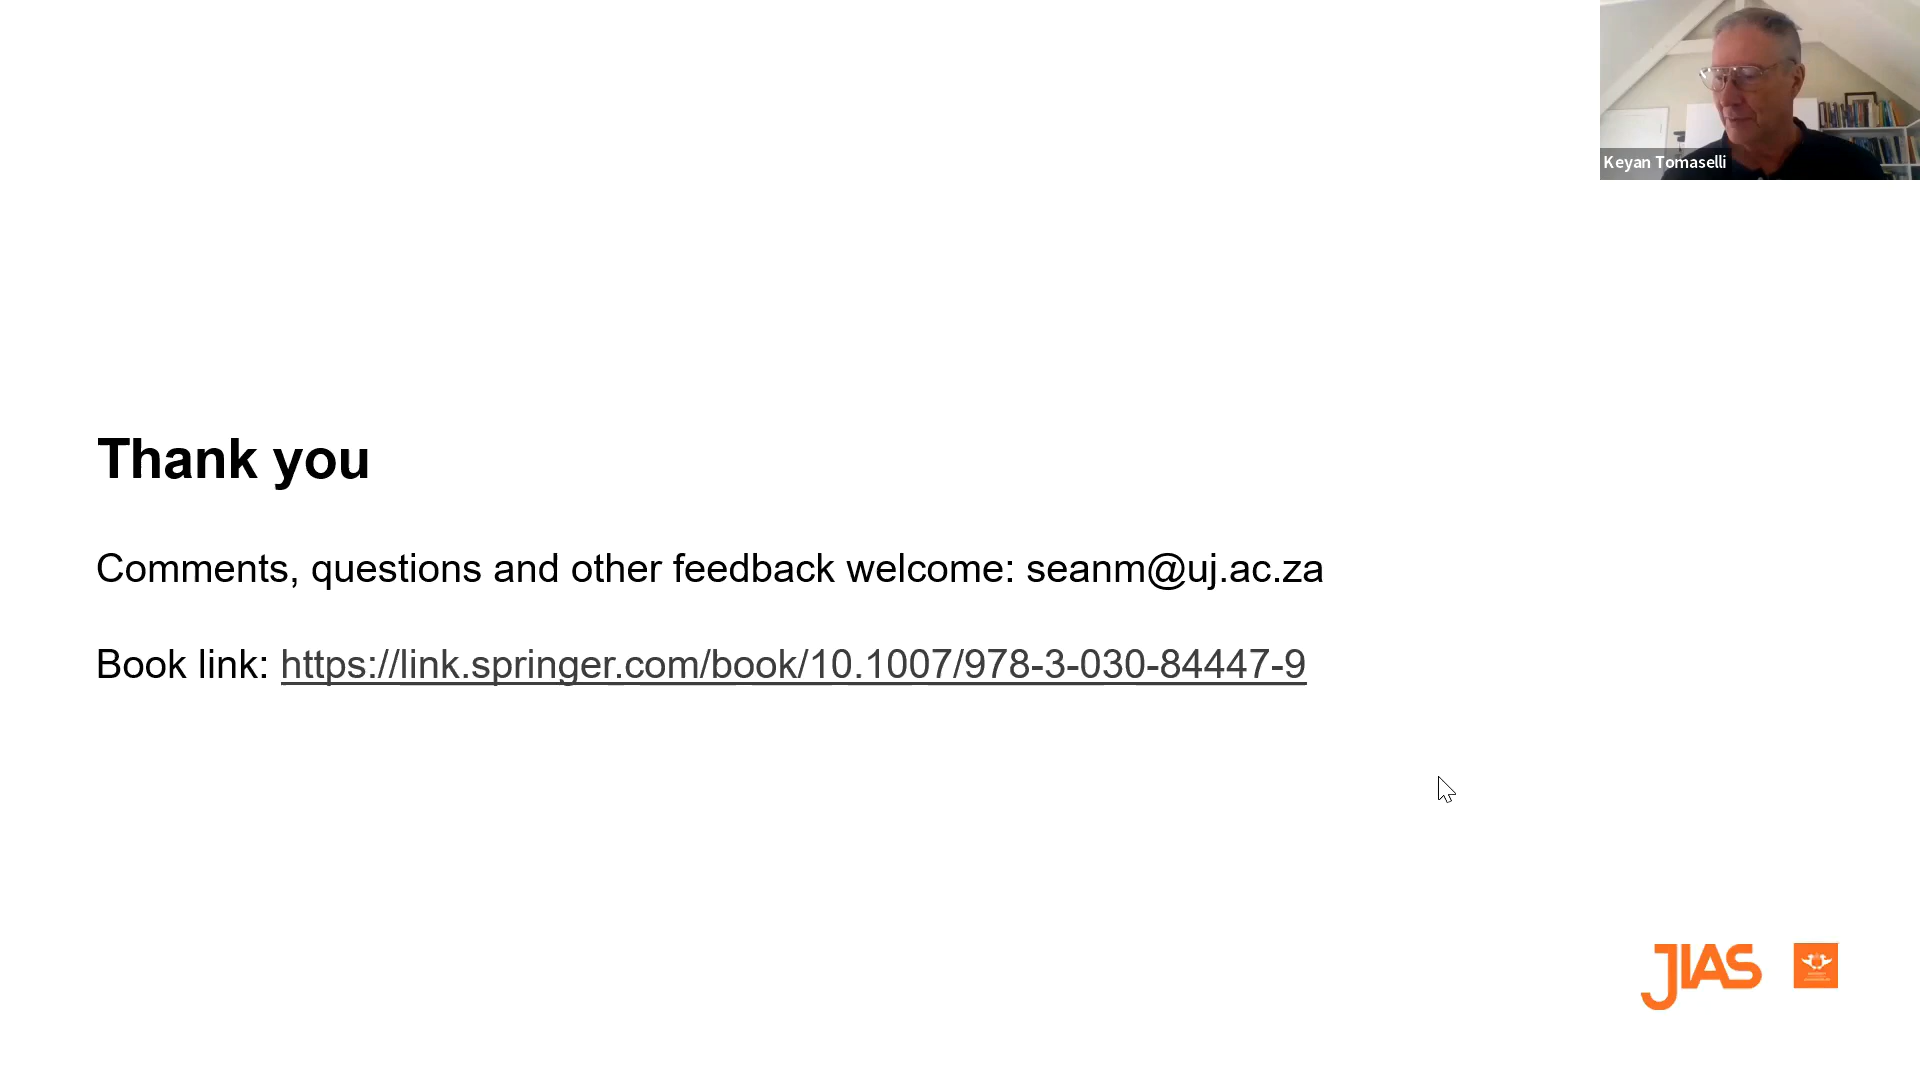 Keyan Tomaselli
Thank you
Comments, questions and other feedback welcome: seanm@uj.ac.za
Book link: https://link.springer.com/book/10.1007/978-3-030-84447-9
JIAS